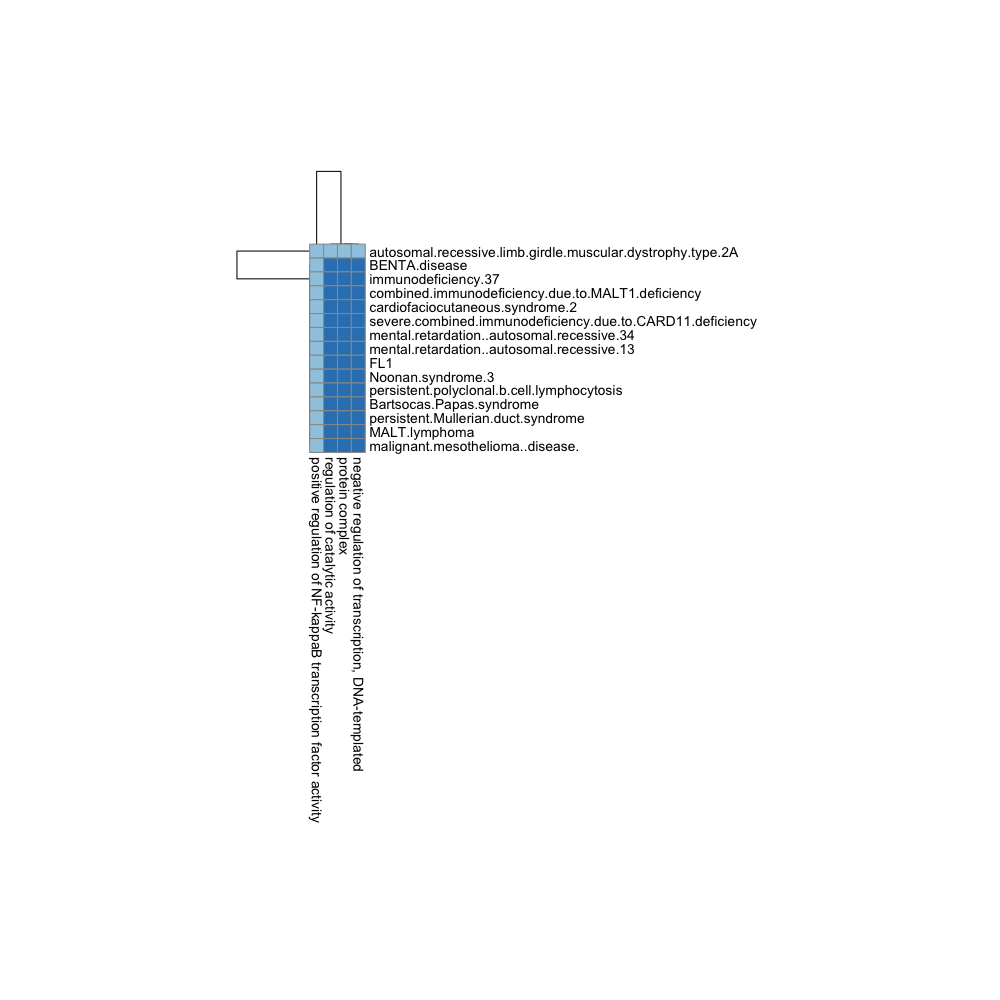 autosomal.recessive.limb.girdle.muscular.dystrophy.type.2A
BENTA.disease
immunodeficiency.37
combined.immunodeficiency.due.to.MALT1.deficiency
cardiofaciocutaneous.syndrome.2
severe.combined.immunodeficiency.due.to.CARD11.deficiency
mental.retardation..autosomal.recessive.34
mental.retardation..autosomal.recessive.13
FL1
Noonan.syndrome.3
persistent.polyclonal.b.cell.lymphocytosis
Bartsocas.Papas.syndrome
persistent.Mullerian.duct.syndrome
MALT.lymphoma
malignant.mesothelioma..disease.
positive regulation of NF-kappaB transcription factor activity
regulation of catalytic activity
protein complex
negative regulation of transcription, DNA-templated